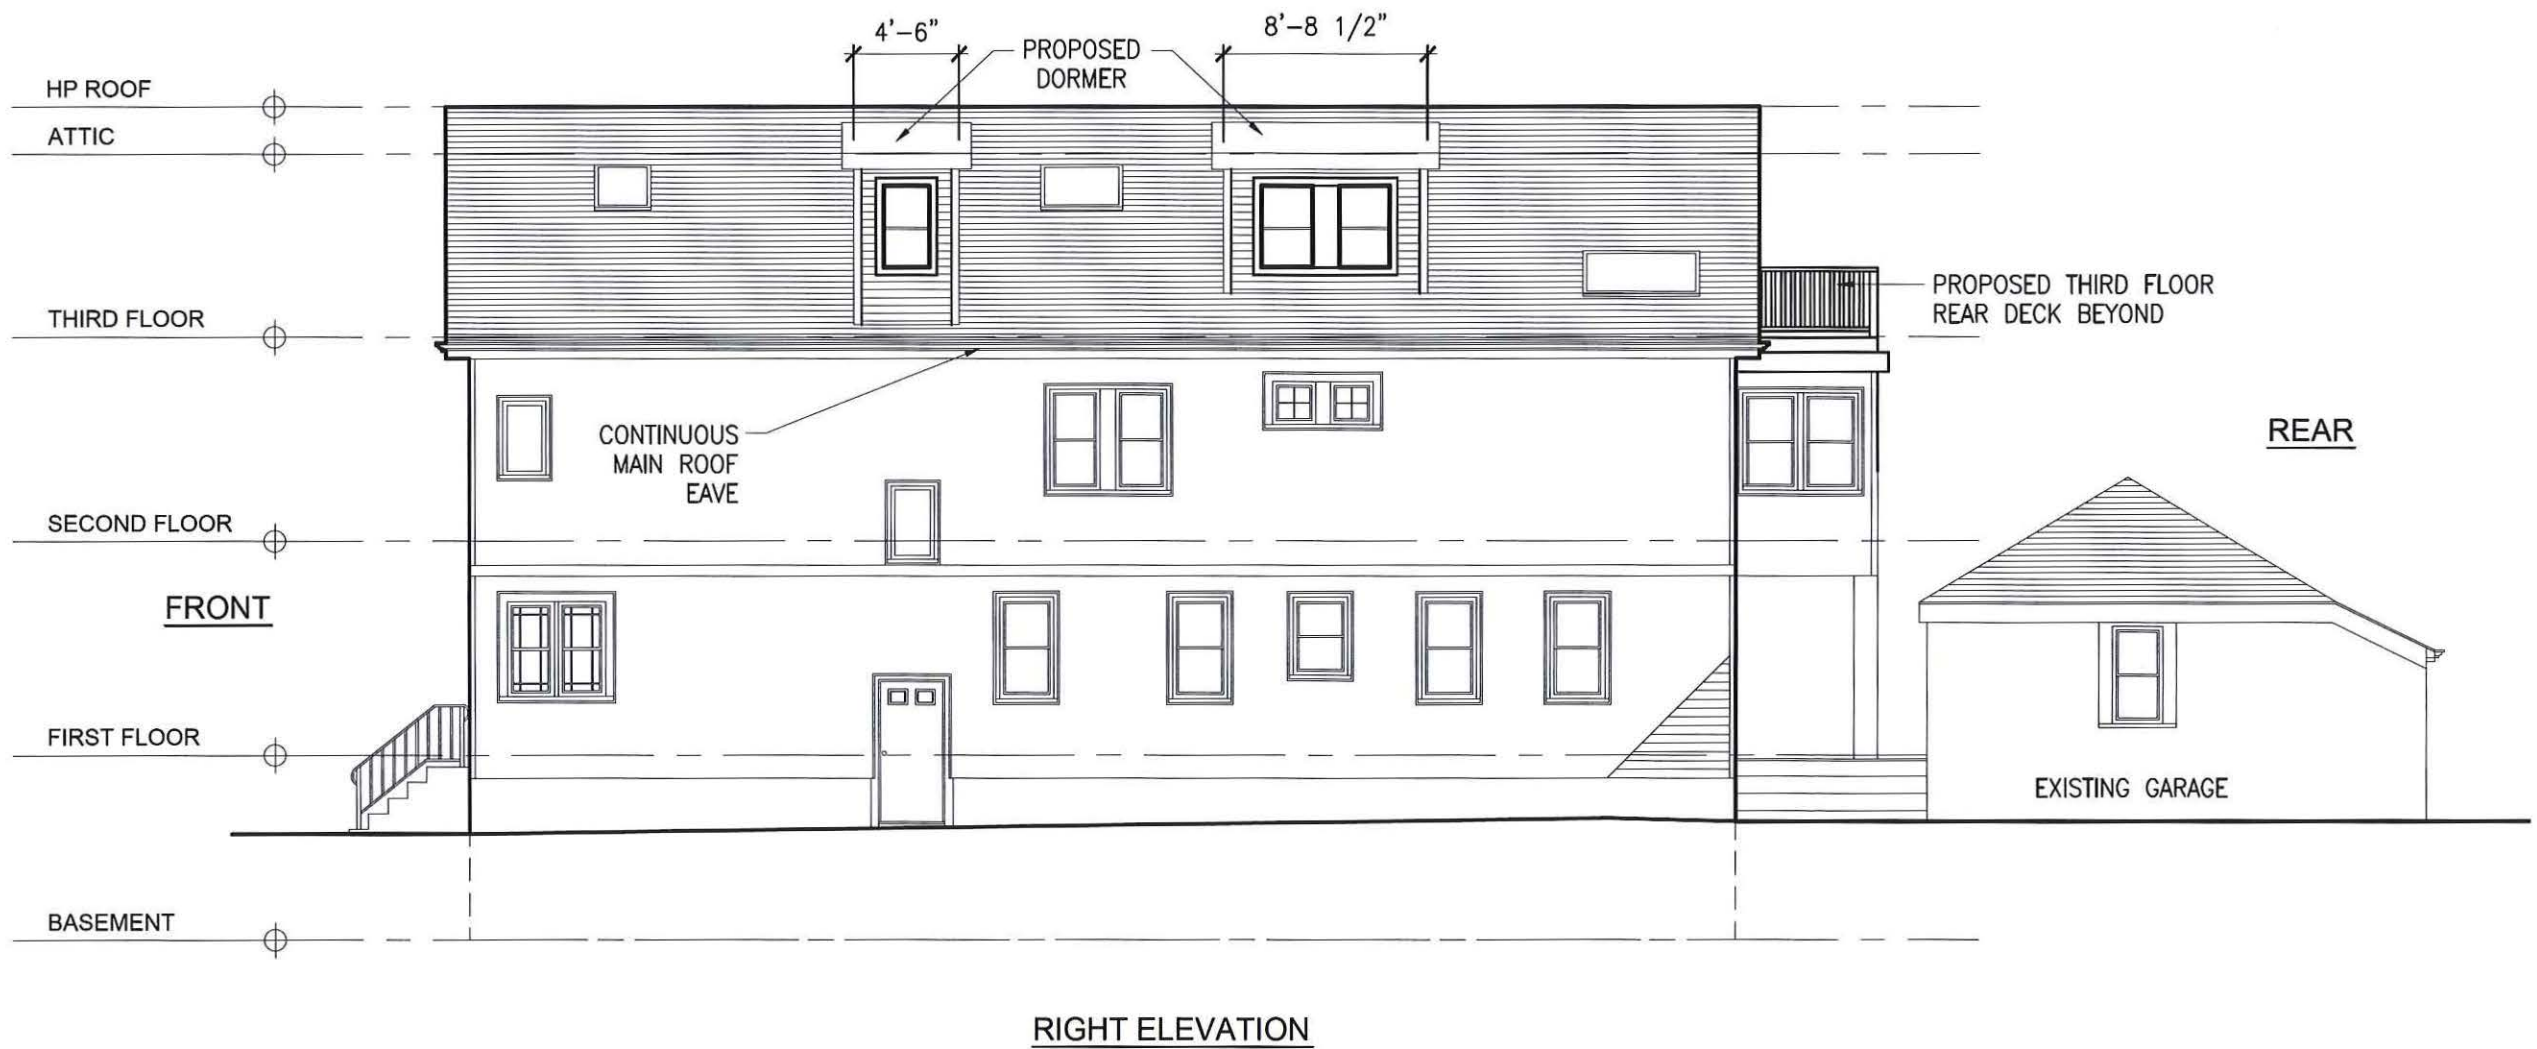 4'-6"
8'-8 1/2"
PROPOSED
DORMER
HP ROOF
ATTIC
THIRD FLOOR
PROPOSED THIRD FLOOR
REAR DECK BEYOND
CONTINUOUS
MAIN ROOF
EAVE
REAR
SECOND FLOOR
FRONT
FIRST FLOOR
EXISTING GARAGE
BASEMENT
RIGHT ELEVATION